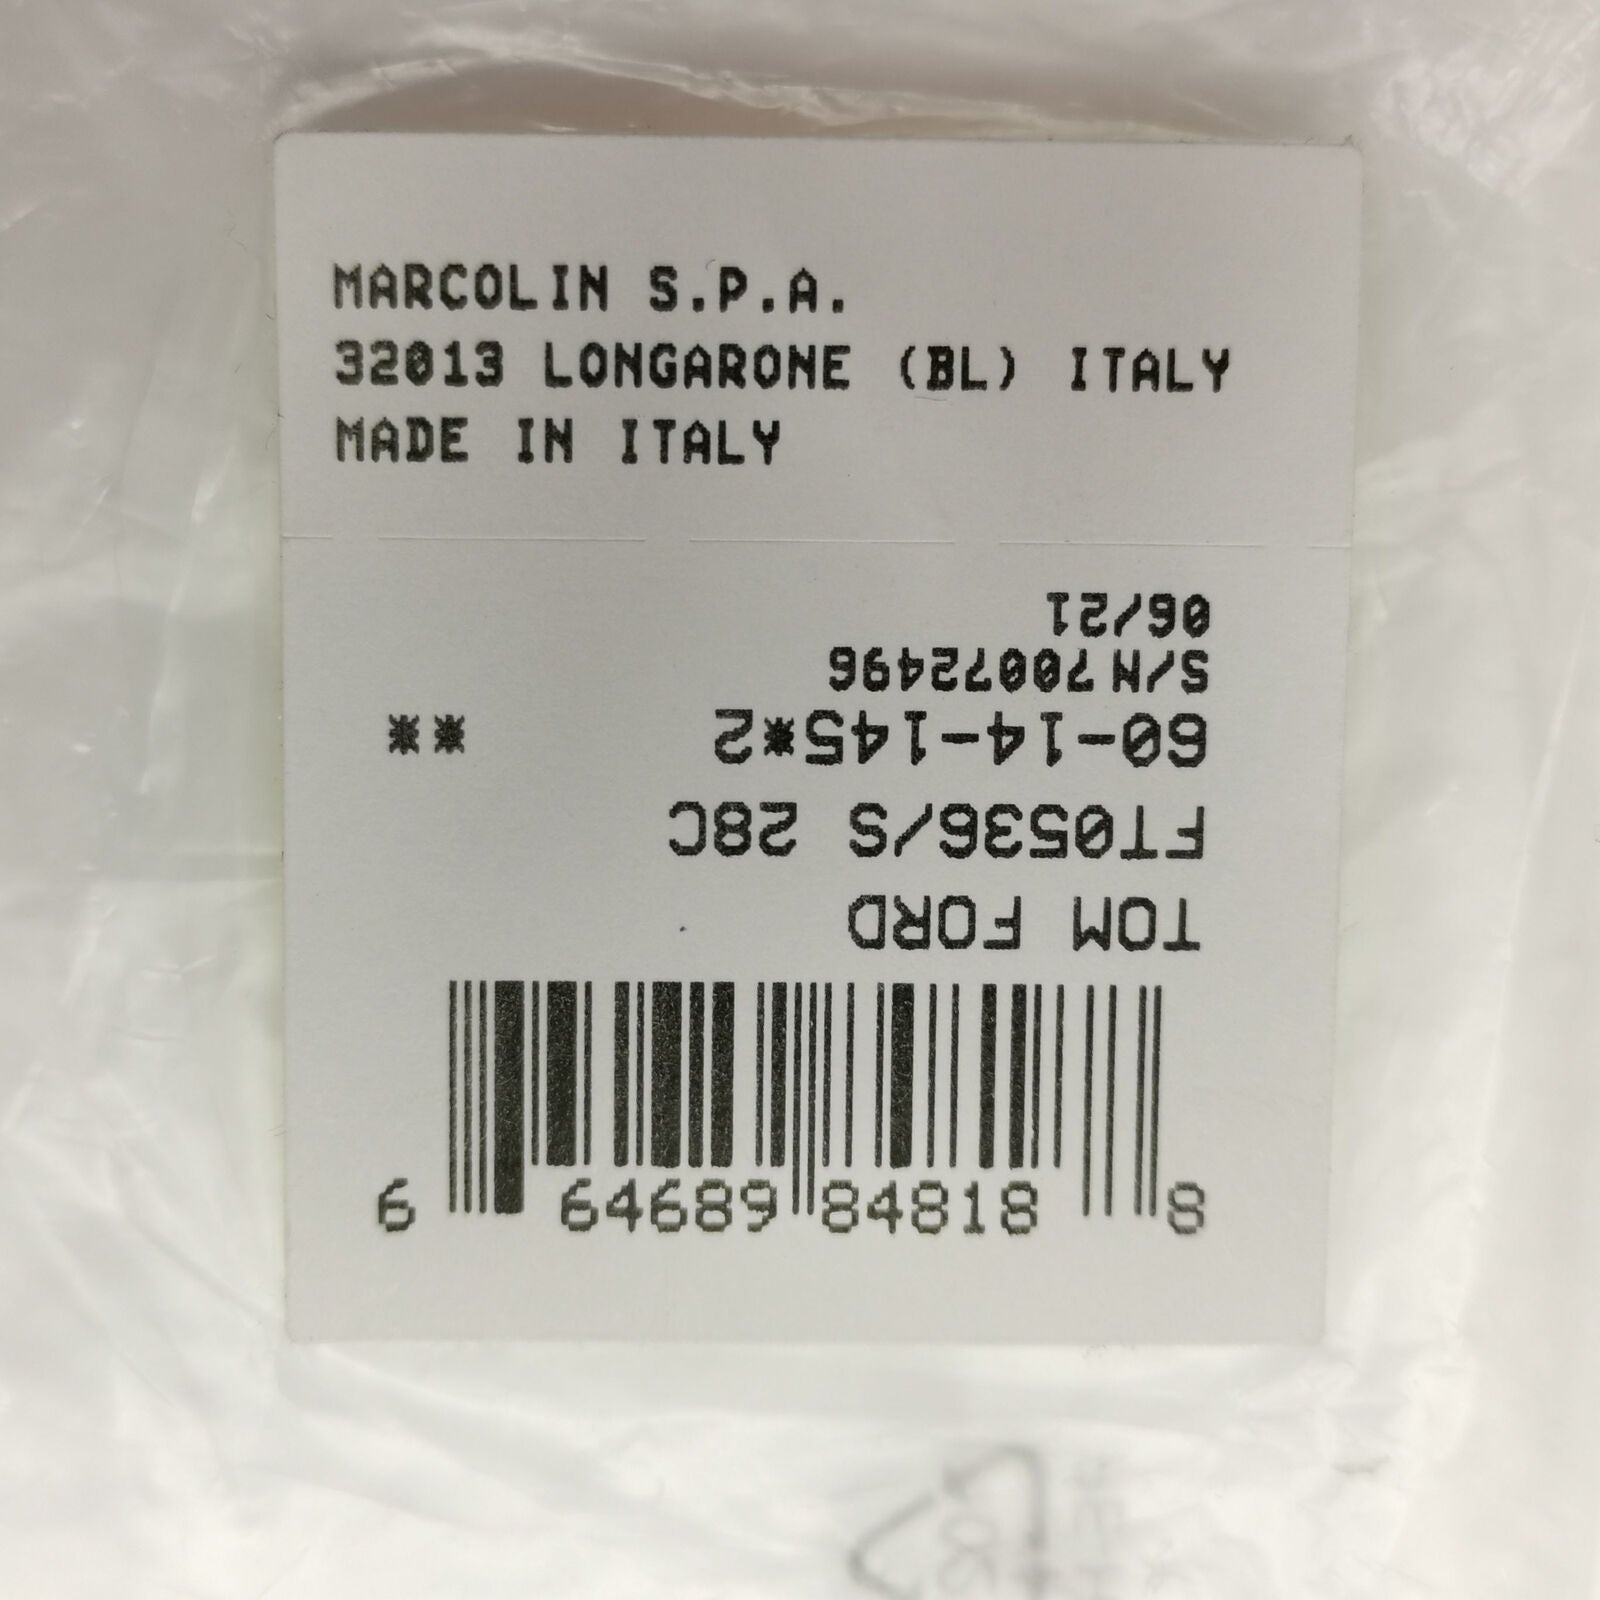 MARCOLIN S.P.A.
32013 LONGARONE (BL) ITALY
MADE IN ITALY
TOM FORD
FT0536/S 28C
60-14-145*2 **
S/N 70072496
06/21
6 64689 84818 8